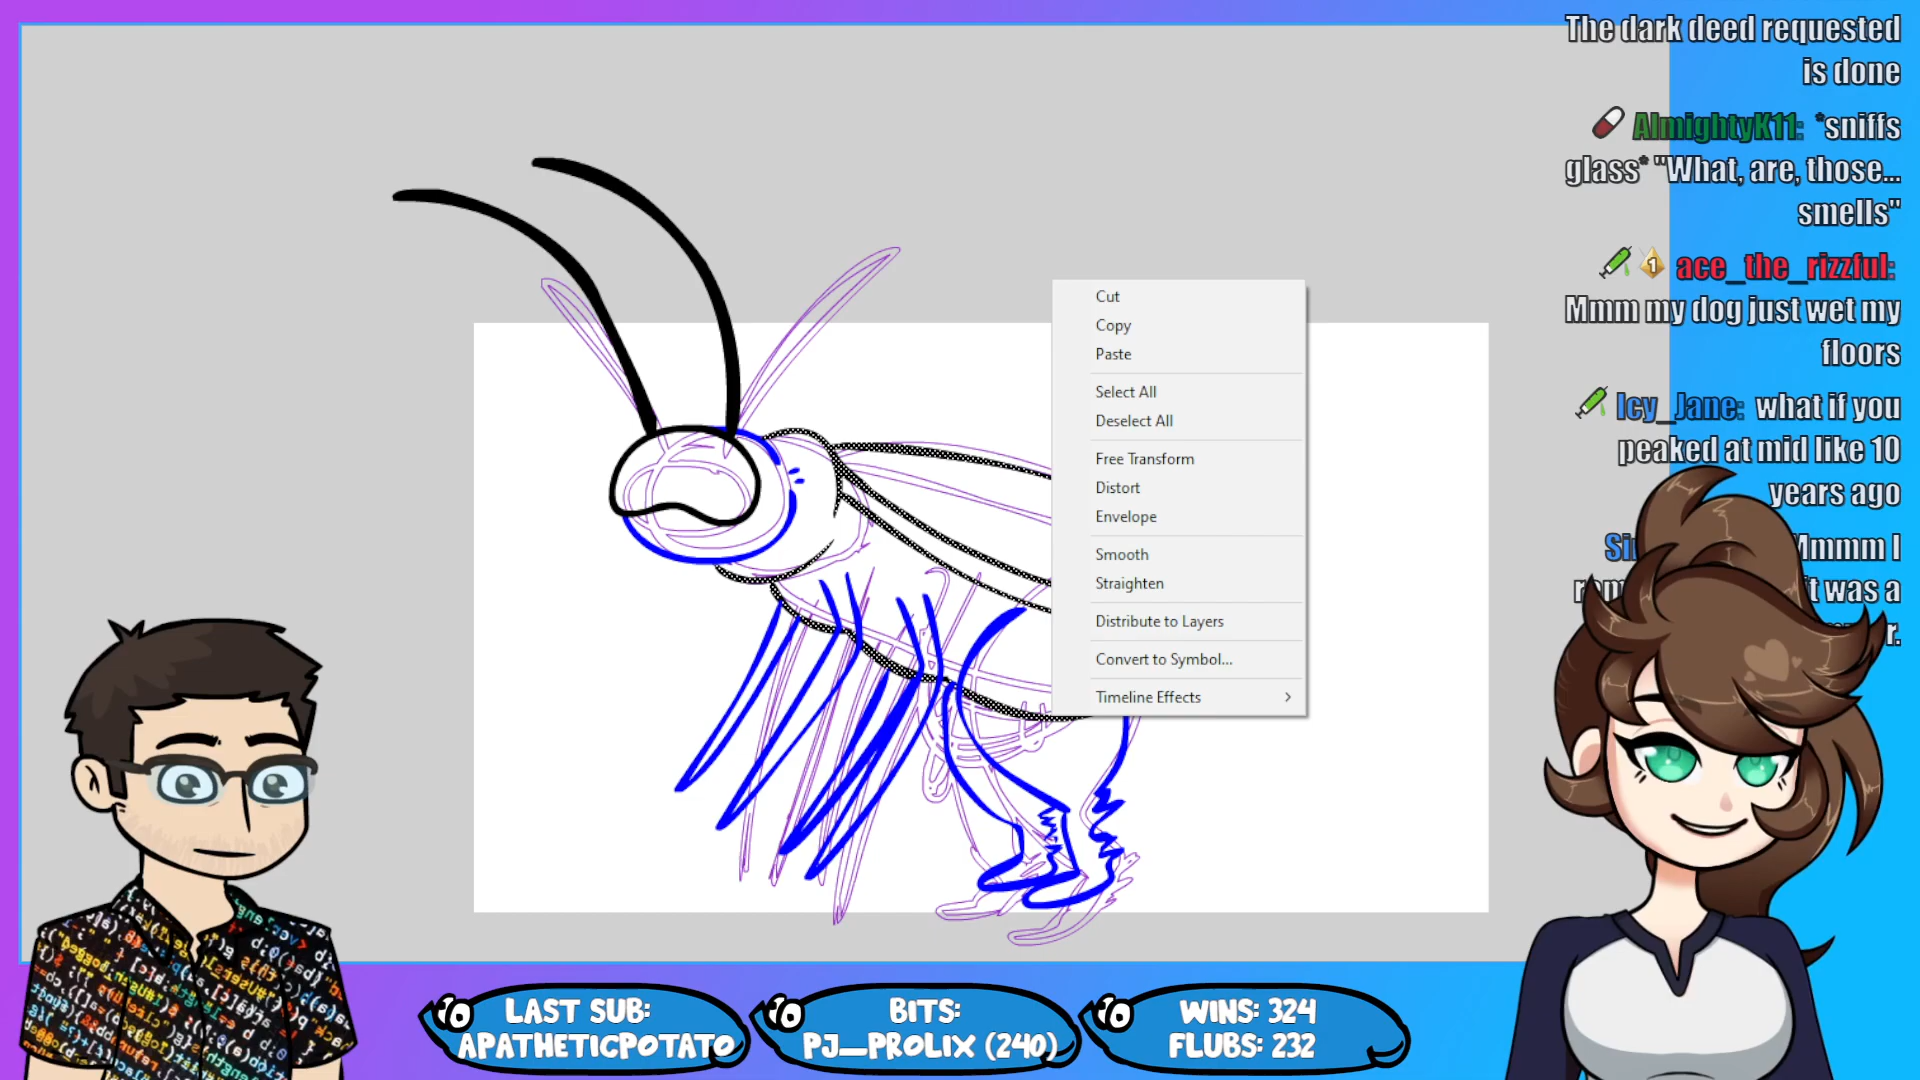 The dark deed requested
is done
AlmightyK11: *sniffs
glass* "What, are, those...
smells"
1 ace_the_rizzful:
Mmm my dog just wet my
floors
Icy_Jane: what if you
peaked at mid like 10
years ago
Mmmm I
it was a
Cut
Copy
Paste
Select All
Deselect All
Free Transform
Distort
Envelope
Smooth
Straighten
Distribute to Layers
Convert to Symbol...
Timeline Effects
LAST SUB:
APATHETICPOTATO
BITS:
PJ_PROLIX (240)
WINS: 324
FLUBS: 232